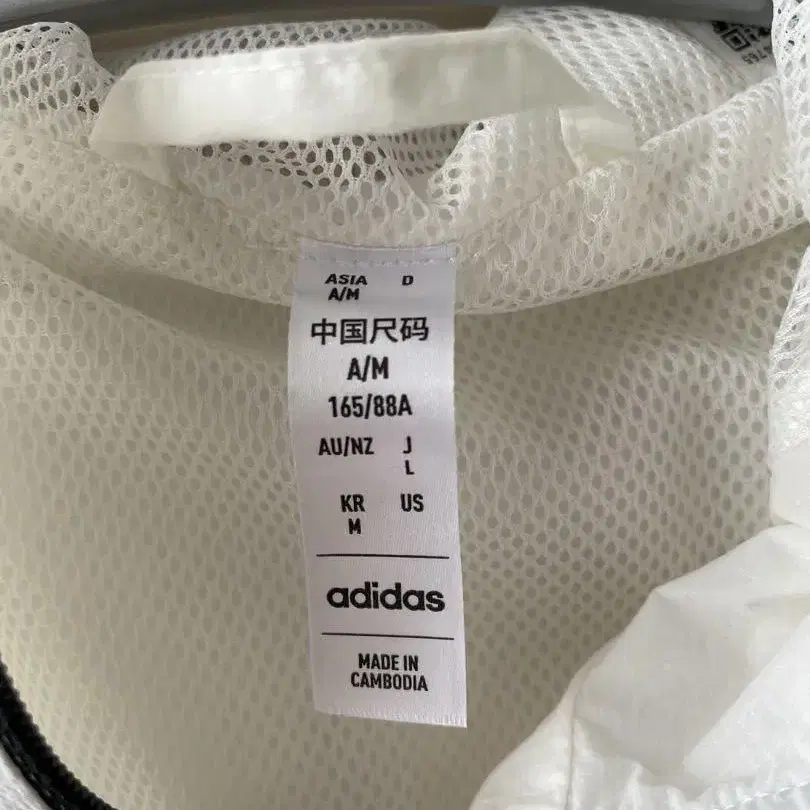 ASIA D
A/M
中国尺码
A/M
165/88A
AU/NZ J
L
KR US
M
adidas
MADE IN
CAMBODIA